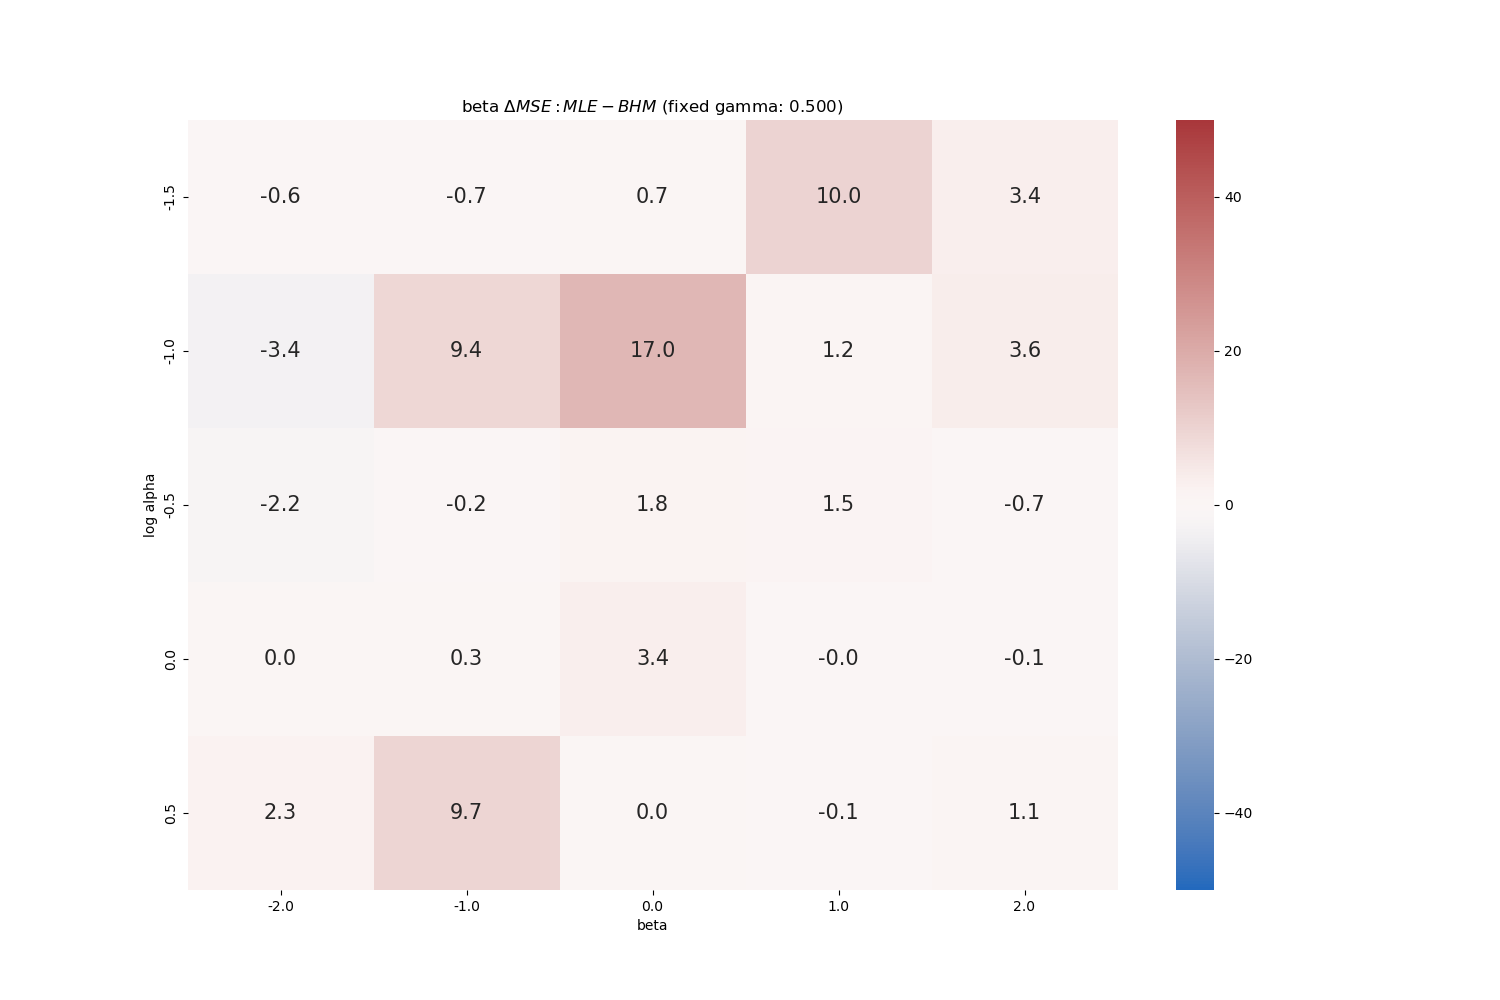 beta ΔMSE : MLE − BHM (fixed gamma: 0.500)
-1.5 -0.6 -0.7 0.7 10.0 3.4
-1.0 -3.4 9.4 17.0 1.2 3.6
-0.5 -2.2 -0.2 1.8 1.5 -0.7
0.0 0.0 0.3 3.4 -0.0 -0.1
0.5 2.3 9.7 0.0 -0.1 1.1
log alpha
-2.0 -1.0 0.0 1.0 2.0
beta
40
20
0
−20
−40